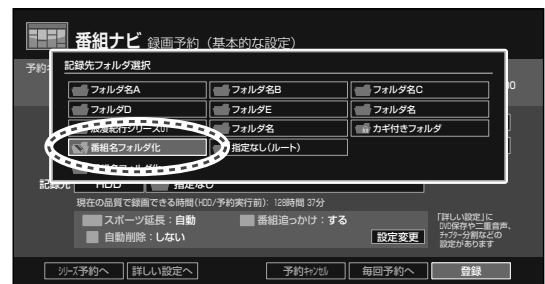 番組ナビ 録画予約(基本的な設定)
記録先フォルダ選択
フォルダ名A フォルダ名B フォルダ名C
フォルダD フォルダE フォルダ名
浪漫紀行シリーズ01 フォルダ名 カギ付きフォルダ
番組名フォルダ化 指定なし(ルート)
HDD 指定なし
現在の品質で録画できる時間(HDD/予約実行前):128時間 37分
スポーツ延長:自動 番組追っかけ:する
自動削除:しない 設定変更
「詳しい設定」に
DVD保存や二重音声、
チャプター分割などの
設定があります
シリーズ予約へ 詳しい設定へ 予約キャンセル 毎回予約へ 登録